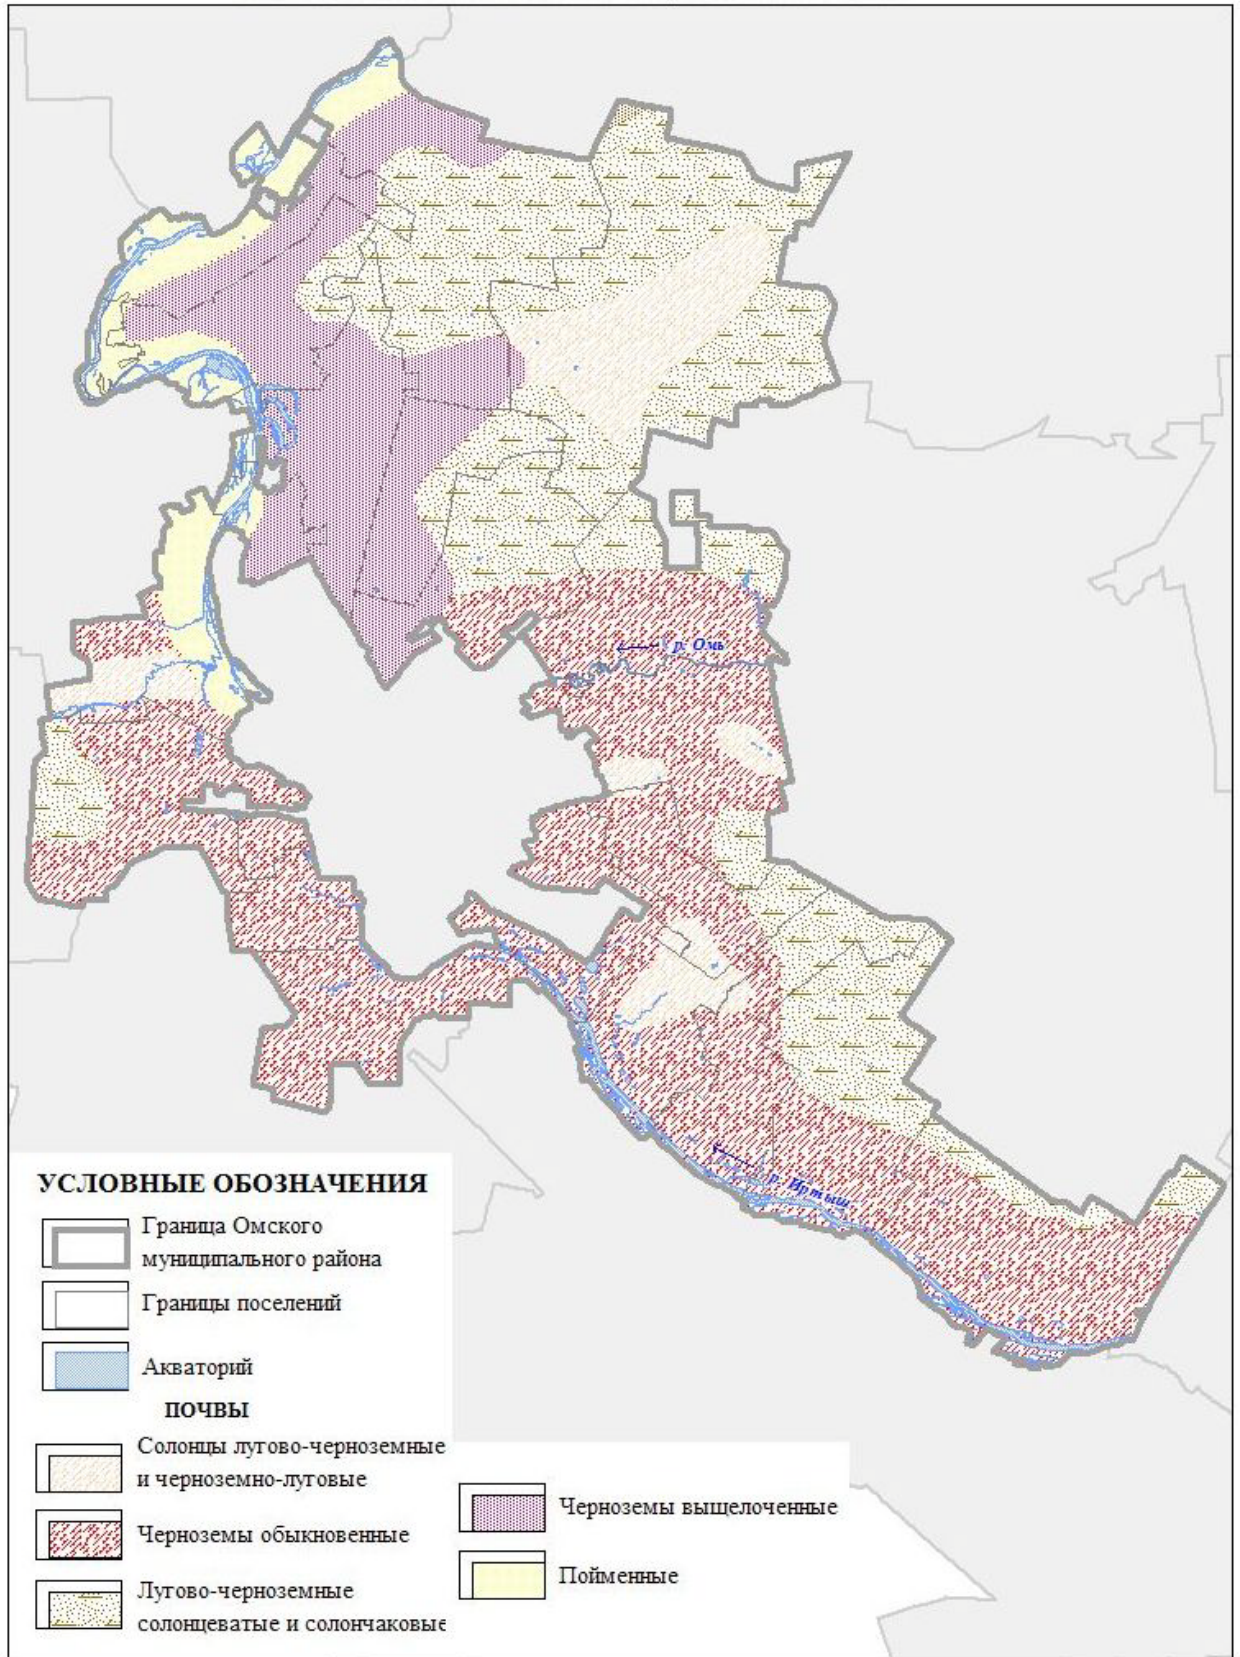 р. Омь
р. Иртыш
УСЛОВНЫЕ ОБОЗНАЧЕНИЯ
Граница Омского
муниципального района
Границы поселений
Акваторий
ПОЧВЫ
Солонцы лугово-черноземные
и черноземно-луговые
Черноземы обыкновенные
Лугово-черноземные
солонцеватые и солончаковые
Черноземы выщелоченные
Пойменные